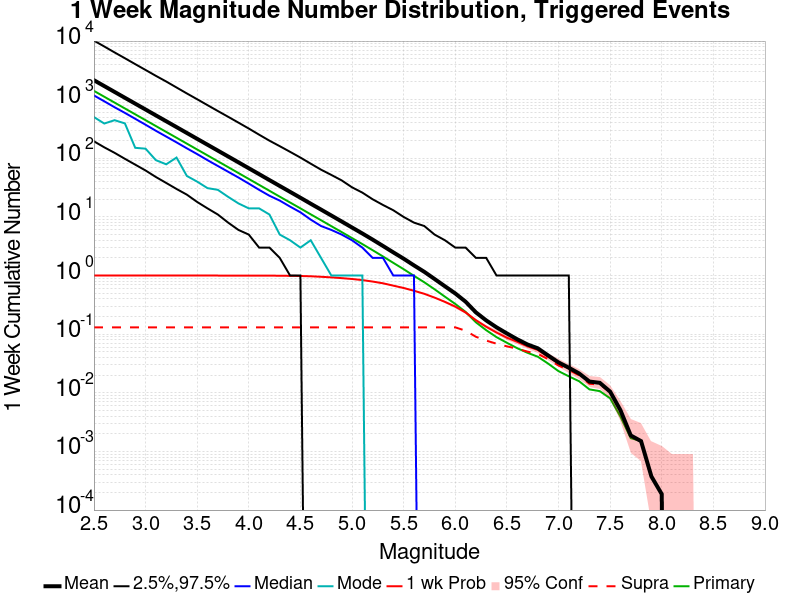 1 Week Magnitude Number Distribution, Triggered Events
1 Week Cumulative Number
10^4
10^3
10^2
10^1
10^0
10^-1
10^-2
10^-3
10^-4
2.5 3.0 3.5 4.0 4.5 5.0 5.5 6.0 6.5 7.0 7.5 8.0 8.5 9.0
Magnitude
Mean 2.5%,97.5% Median Mode 1 wk Prob 95% Conf Supra Primary